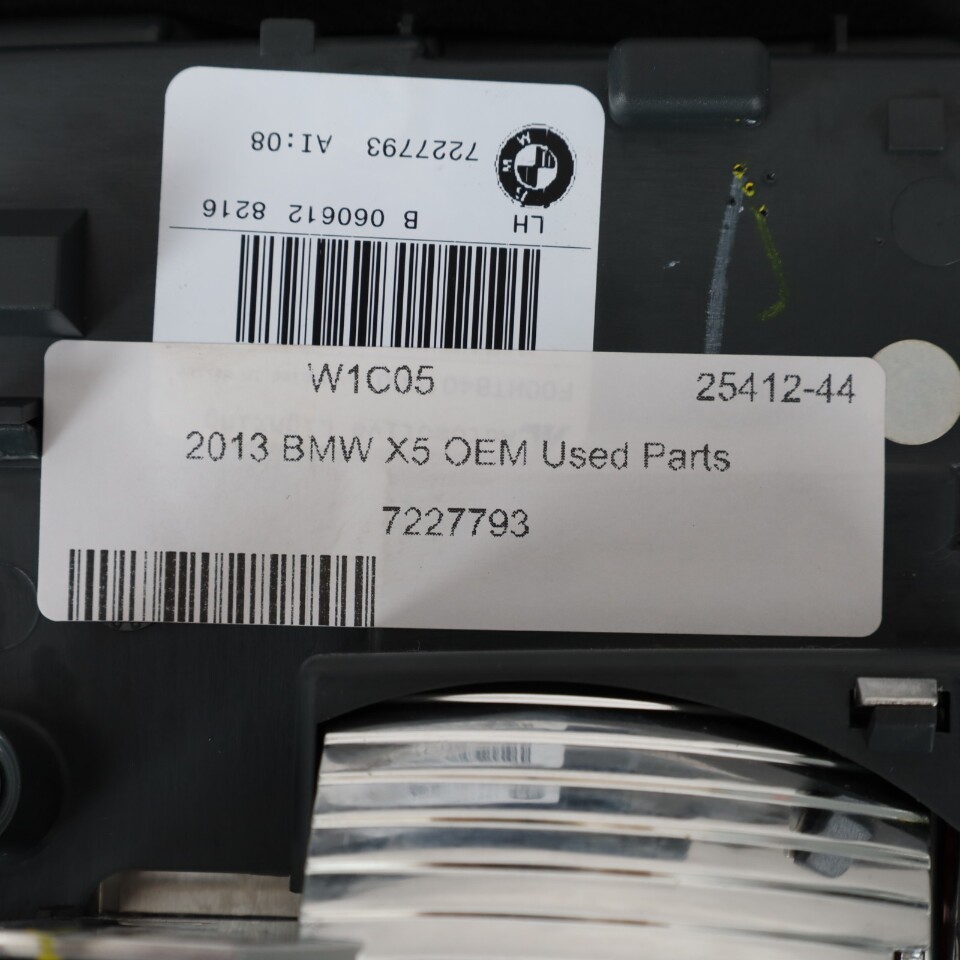 7227793 AI:08
LH B 060612 8216
W1C05 25412-44
2013 BMW X5 OEM Used Parts
7227793